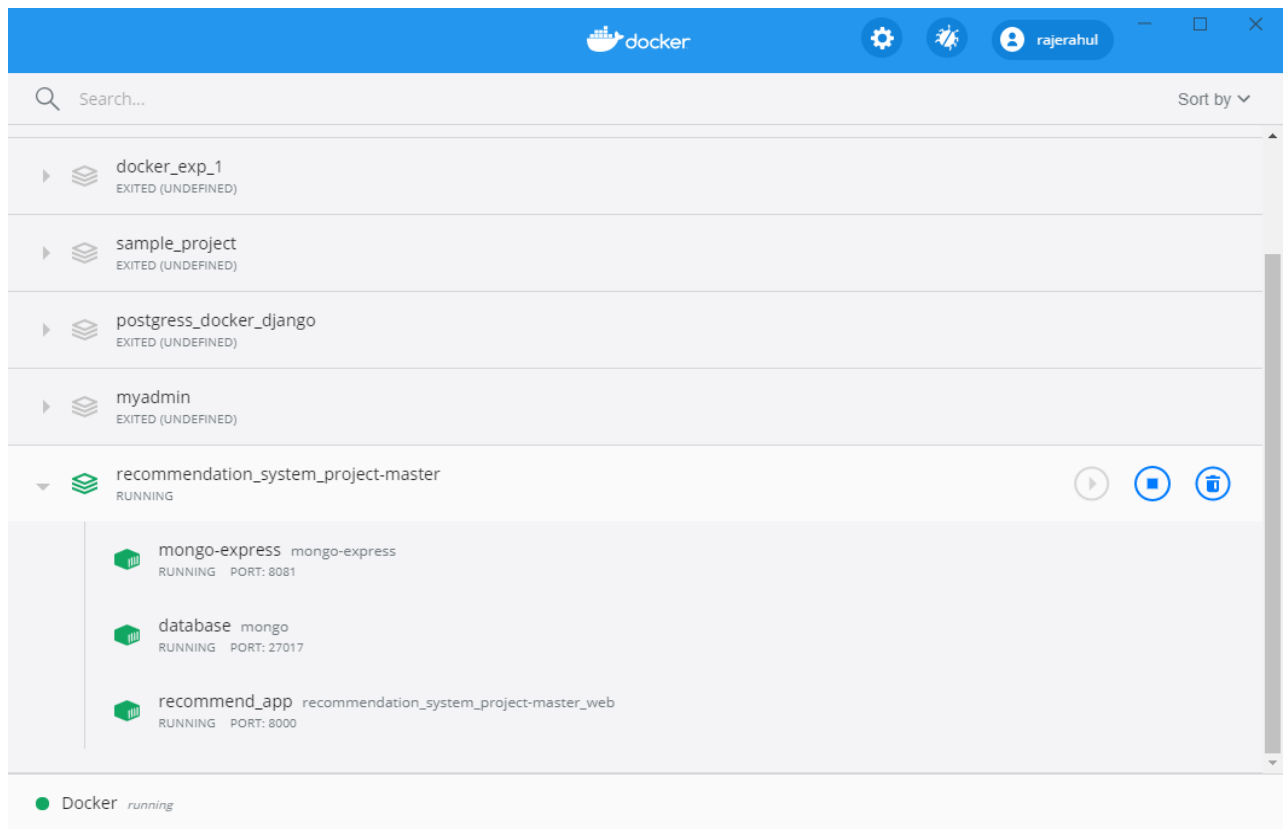 docker
rajerahul
Search...
Sort by
docker_exp_1
EXITED (UNDEFINED)
sample_project
EXITED (UNDEFINED)
postgress_docker_django
EXITED (UNDEFINED)
myadmin
EXITED (UNDEFINED)
recommendation_system_project-master
RUNNING
mongo-express mongo-express
RUNNING PORT: 8081
database mongo
RUNNING PORT: 27017
recommend_app recommendation_system_project-master_web
RUNNING PORT: 8000
Docker running